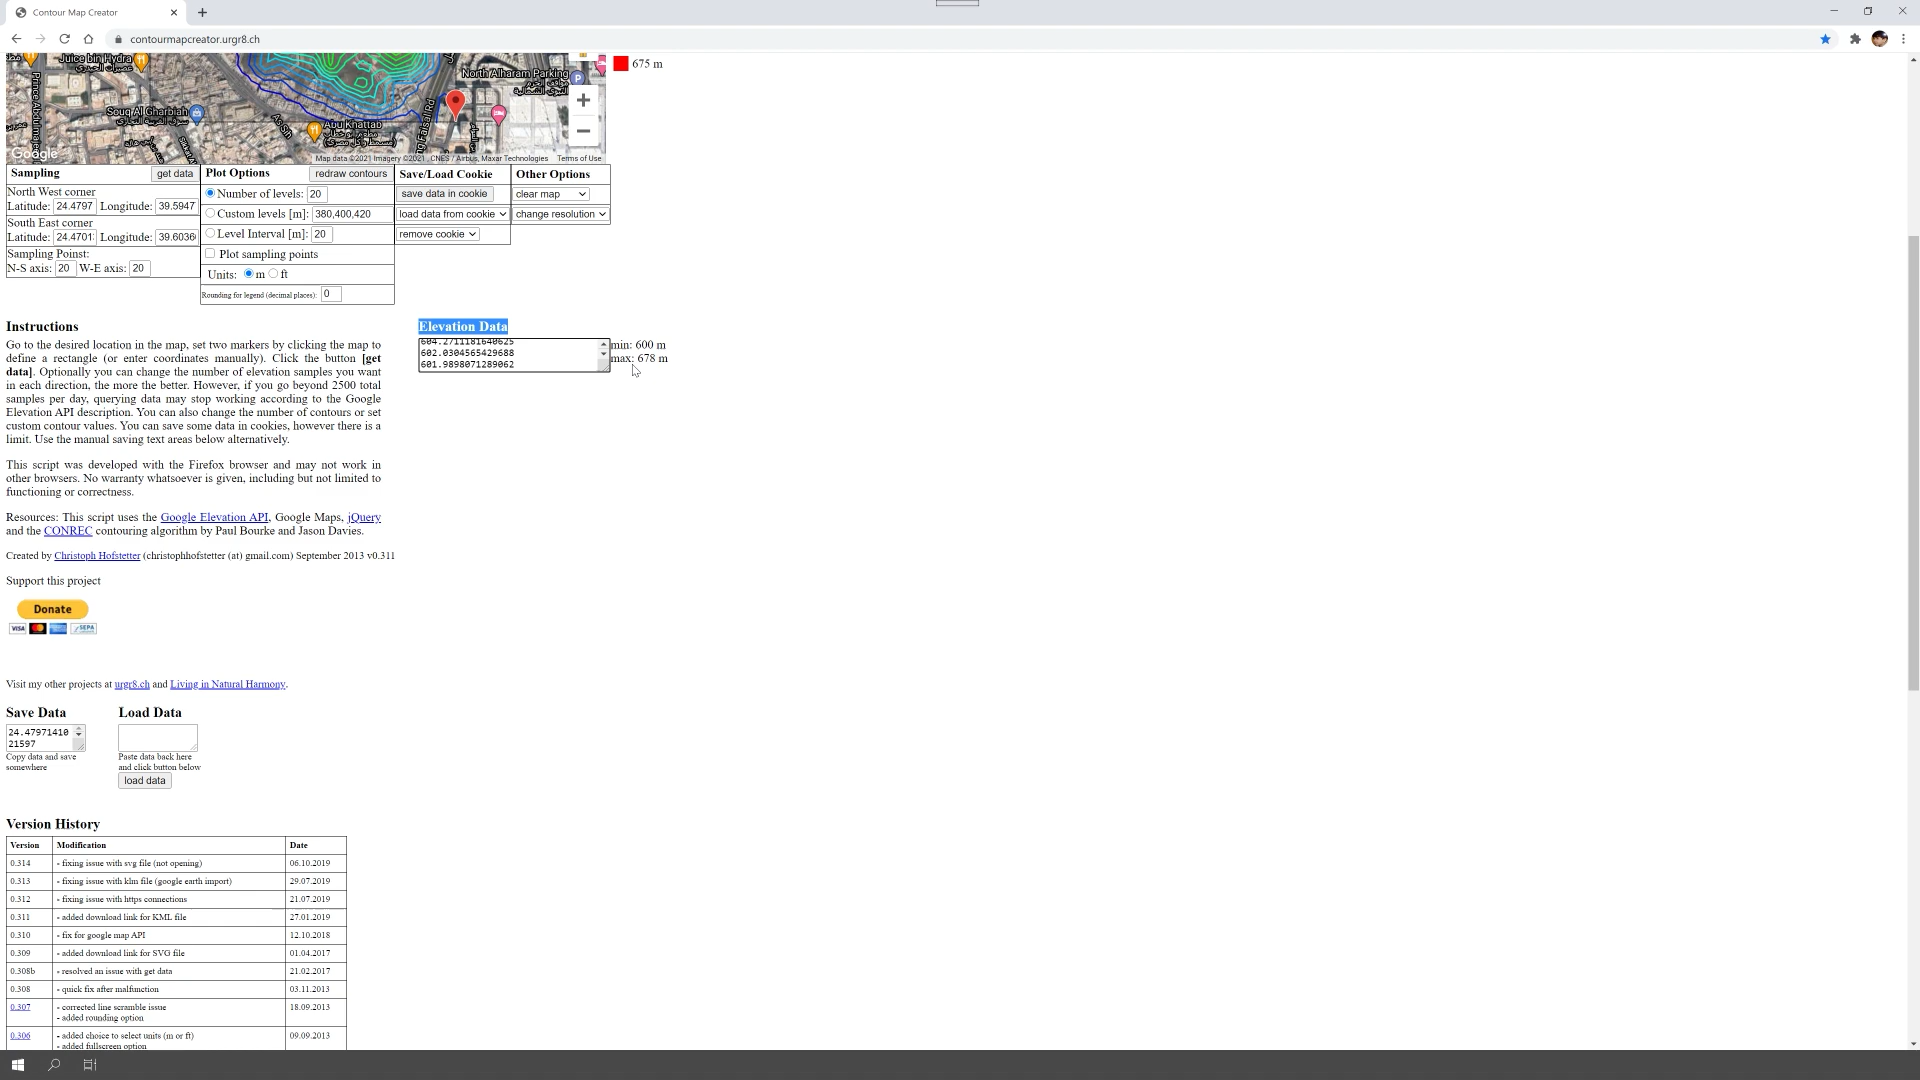 Contour Map Creator
contourmapcreator.urgr8.ch
Juice bin Hydra
North Alharam Parking
675 m
Souq Al Gharbiah
Abu Khattab
Google
Map data ©2021 Imagery ©2021 , CNES / Airbus, Maxar Technologies Terms of Use
Sampling get data Plot Options redraw contours Save/Load Cookie Other Options
North West corner Number of levels: 20 save data in cookie clear map
Latitude: 24.4797 Longitude: 39.5947 Custom levels [m]: 380,400,420 load data from cookie change resolution
South East corner
Latitude: 24.4701 Longitude: 39.6036 Level Interval [m]: 20 remove cookie
Sampling Poinst: Plot sampling points
N-S axis: 20 W-E axis: 20 Units: m ft
Rounding for legend (decimal places): 0
Instructions
Go to the desired location in the map, set two markers by clicking the map to
define a rectangle (or enter coordinates manually). Click the button [get
data]. Optionally you can change the number of elevation samples you want
in each direction, the more the better. However, if you go beyond 2500 total
samples per day, querying data may stop working according to the Google
Elevation API description. You can also change the number of contours or set
custom contour values. You can save some data in cookies, however there is a
limit. Use the manual saving text areas below alternatively.
This script was developed with the Firefox browser and may not work in
other browsers. No warranty whatsoever is given, including but not limited to
functioning or correctness.
Resources: This script uses the Google Elevation API, Google Maps, jQuery
and the CONREC contouring algorithm by Paul Bourke and Jason Davies.
Created by Christoph Hofstetter (christophhofstetter (at) gmail.com) September 2013 v0.311
Elevation Data
604.2711181640625
602.0304565429688
601.9898071289062
min: 600 m
max: 678 m
Support this project
Donate
VISA SEPA
Visit my other projects at urgr8.ch and Living in Natural Harmony.
Save Data Load Data
24.47971410
21597
Copy data and save
somewhere
Paste data back here
and click button below
load data
Version History
Version Modification Date
0.314 - fixing issue with svg file (not opening) 06.10.2019
0.313 - fixing issue with klm file (google earth import) 29.07.2019
0.312 - fixing issue with https connections 21.07.2019
0.311 - added download link for KML file 27.01.2019
0.310 - fix for google map API 12.10.2018
0.309 - added download link for SVG file 01.04.2017
0.308b - resolved an issue with get data 21.02.2017
0.308 - quick fix after malfunction 03.11.2013
0.307 - corrected line scramble issue 18.09.2013
- added rounding option
0.306 - added choice to select units (m or ft) 09.09.2013
- added fullscreen option